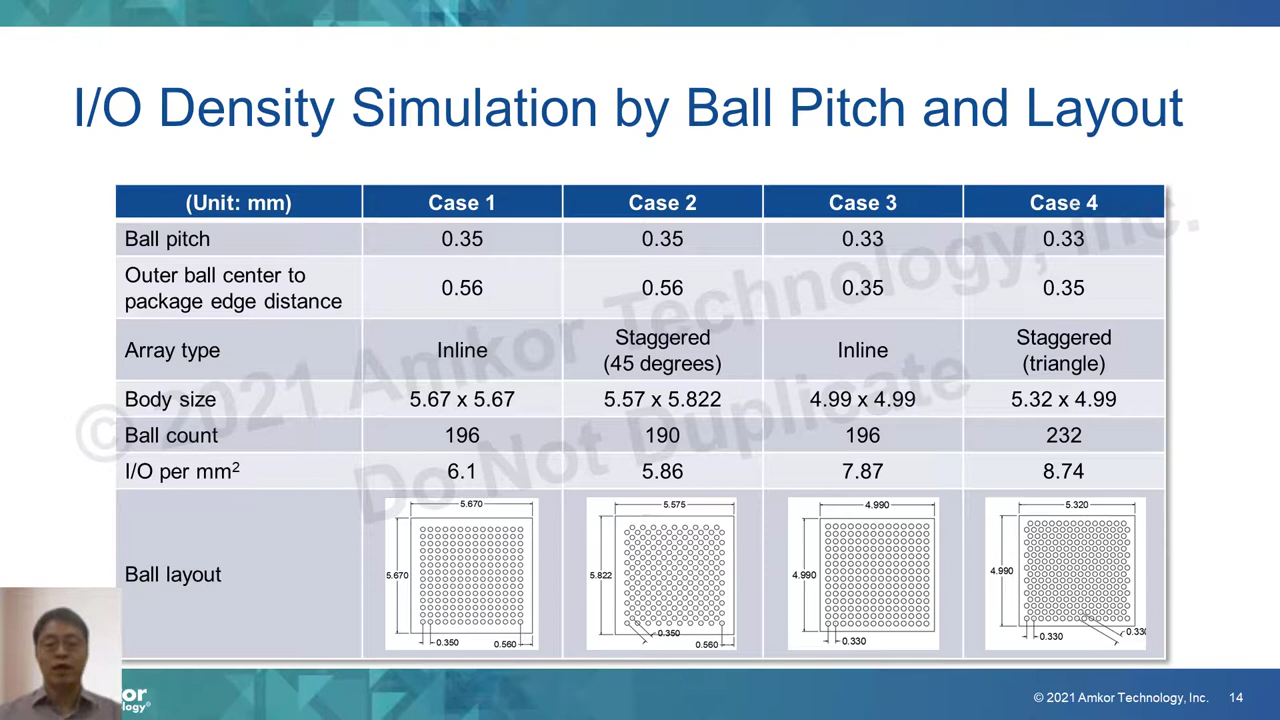 I/O Density Simulation by Ball Pitch and Layout
(Unit: mm) Case 1 Case 2 Case 3 Case 4
Ball pitch 0.35 0.35 0.33 0.33
Outer ball center to
package edge distance 0.56 0.56 0.35 0.35
Array type Inline Staggered
(45 degrees) Inline Staggered
(triangle)
Body size 5.67 x 5.67 5.57 x 5.822 4.99 x 4.99 5.32 x 4.99
Ball count 196 190 196 232
I/O per mm2 6.1 5.86 7.87 8.74
Ball layout
5.670
5.670
0.350
0.560
5.575
5.822
0.350
0.560
4.990
4.990
0.330
5.320
4.990
0.330
0.330
© 2021 Amkor Technology, Inc.
Do Not Duplicate
kor
nology®
© 2021 Amkor Technology, Inc. 14